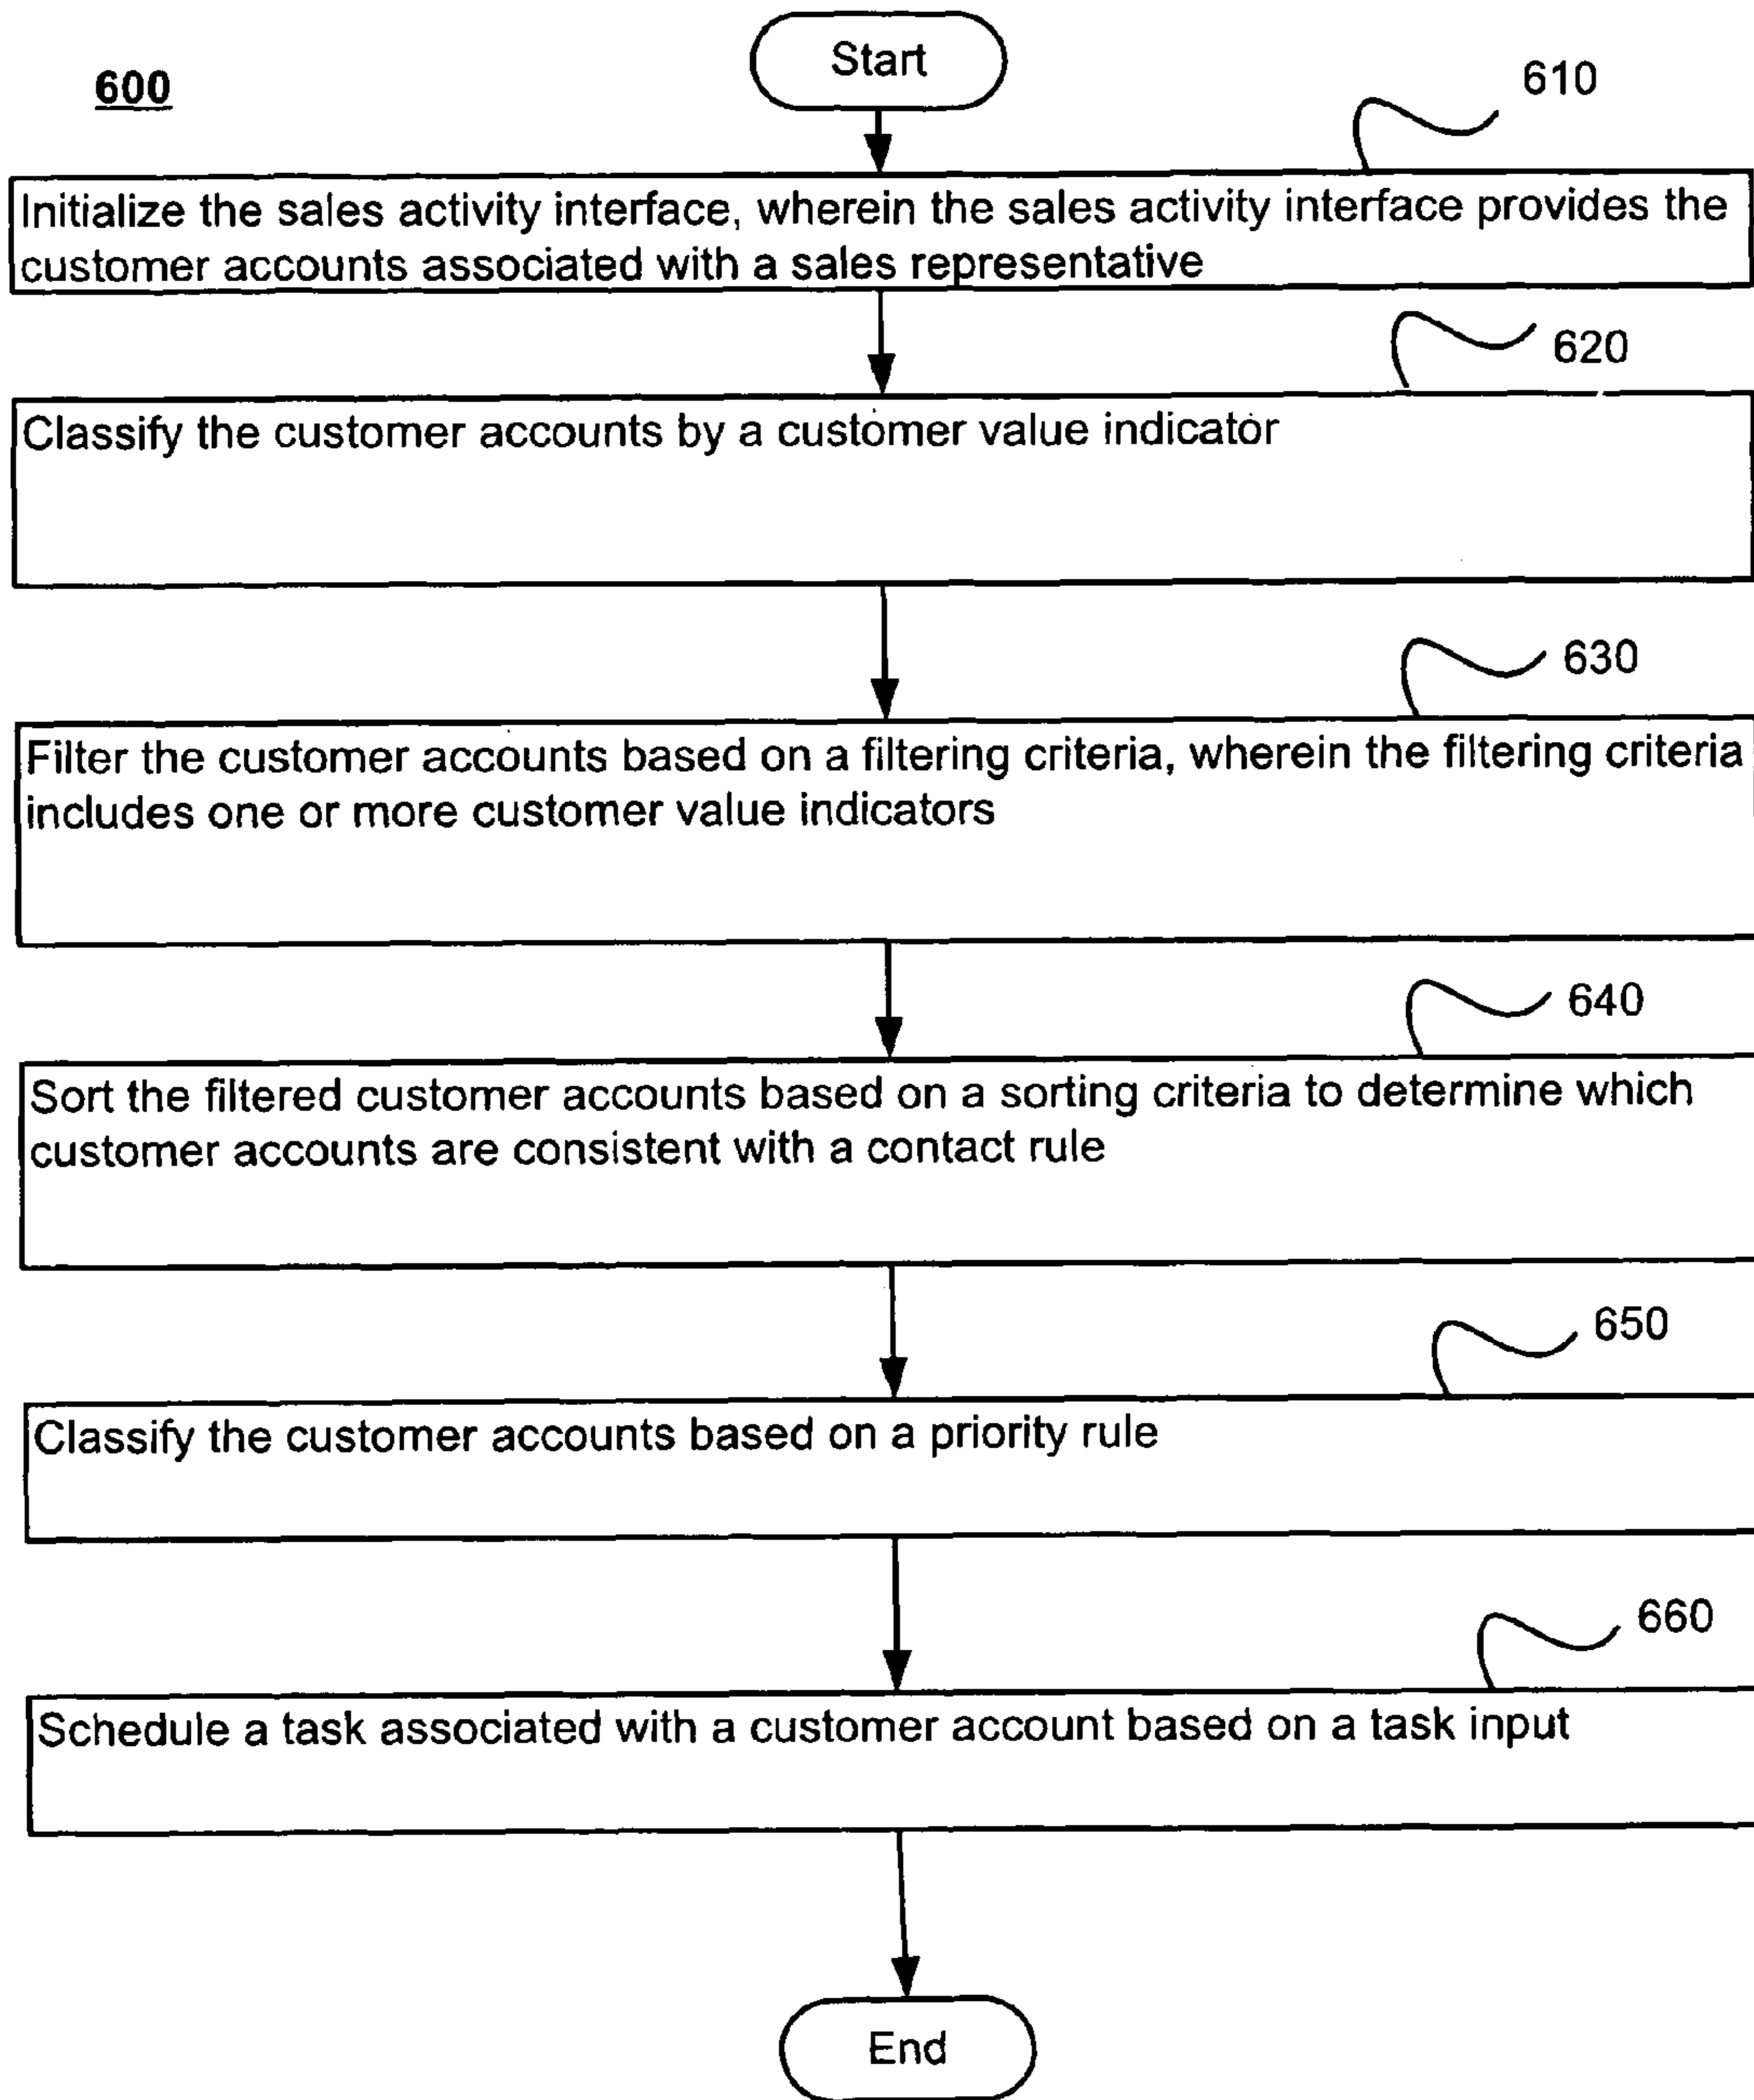 Start
600
610
Initialize the sales activity interface, wherein the sales activity interface provides the
customer accounts associated with a sales representative
620
Classify the customer accounts by a customer value indicator
630
Filter the customer accounts based on a filtering criteria, wherein the filtering criteria
includes one or more customer value indicators
640
Sort the filtered customer accounts based on a sorting criteria to determine which
customer accounts are consistent with a contact rule
650
Classify the customer accounts based on a priority rule
660
Schedule a task associated with a customer account based on a task input
End